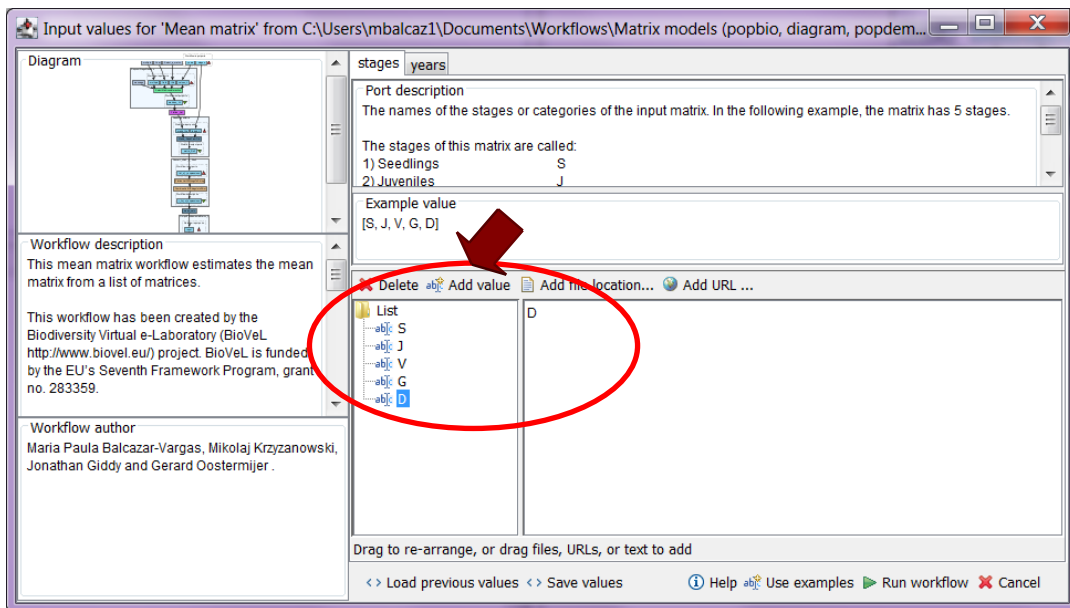 Input values for 'Mean matrix' from C:\Users\mbalcaz1\Documents\Workflows\Matrix models (popbio, diagram, popdem...
Diagram
Workflow description
This mean matrix workflow estimates the mean
matrix from a list of matrices.
This workflow has been created by the
Biodiversity Virtual e-Laboratory (BioVeL
http://www.biovel.eu/) project. BioVeL is funded
by the EU's Seventh Framework Program, grant
no. 283359.
Workflow author
Maria Paula Balcazar-Vargas, Mikolaj Krzyzanowski,
Jonathan Giddy and Gerard Oostermijer .
stages years
Port description
The names of the stages or categories of the input matrix. In the following example, the matrix has 5 stages.
The stages of this matrix are called:
1) Seedlings S
2) Juveniles J
Example value
[S, J, V, G, D]
Delete Add value Add file location... Add URL ...
List
S
J
V
G
D
D
Drag to re-arrange, or drag files, URLs, or text to add
Load previous values Save values Help Use examples Run workflow Cancel